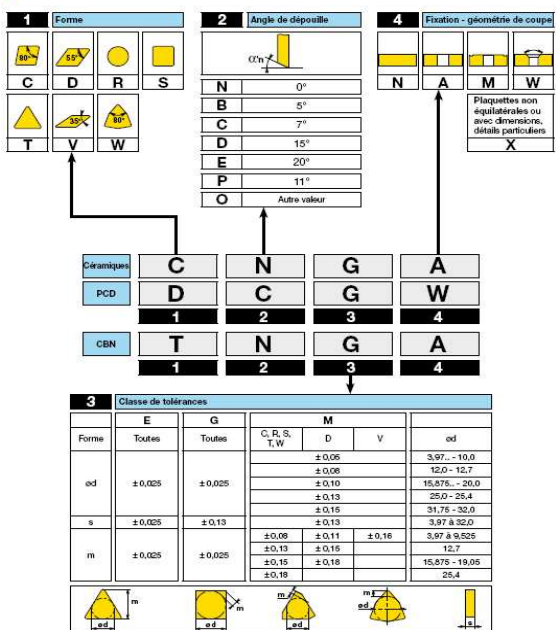 1 Forme
80° 55°
C D R S
35° 80°
T V W
2 Angle de dépouille
α'n
N 0°
B 5°
C 7°
D 15°
E 20°
P 11°
O Autre valeur
4 Fixation - géométrie de coupe
N A M W
Plaquettes non
équilatérales ou
avec dimensions,
détails particuliers
X
Céramiques C N G A
PCD D C G W
1 2 3 4
CBN T N G A
1 2 3 4
3 Classe de tolérances
E G M
Forme Toutes Toutes C, R, S, T, W D V ød
ød ±0,025 ±0,025 ±0,05 3,97.. - 10,0
±0,08 12,0 - 12,7
±0,10 15,875.. - 20,0
±0,13 25,0 - 25,4
±0,15 31,75 - 32,0
s ±0,025 ±0,13 ±0,13 3,97 à 32,0
m ±0,025 ±0,025 ±0,08 ±0,11 ±0,16 3,97 à 9,525
±0,13 ±0,15 12,7
±0,15 ±0,18 15,875 - 19,05
±0,18 25,4
m m m m
ød
ød ød ød s